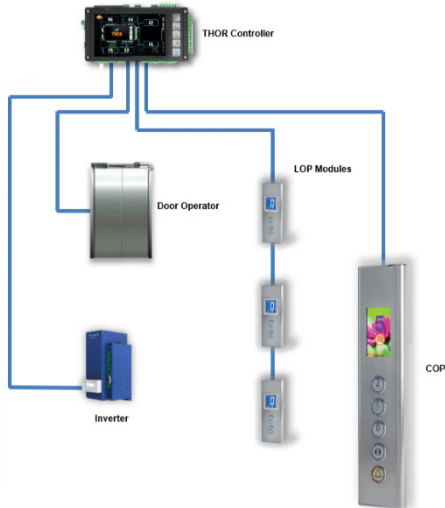 THOR Controller
LOP Modules
Door Operator
COP
Inverter